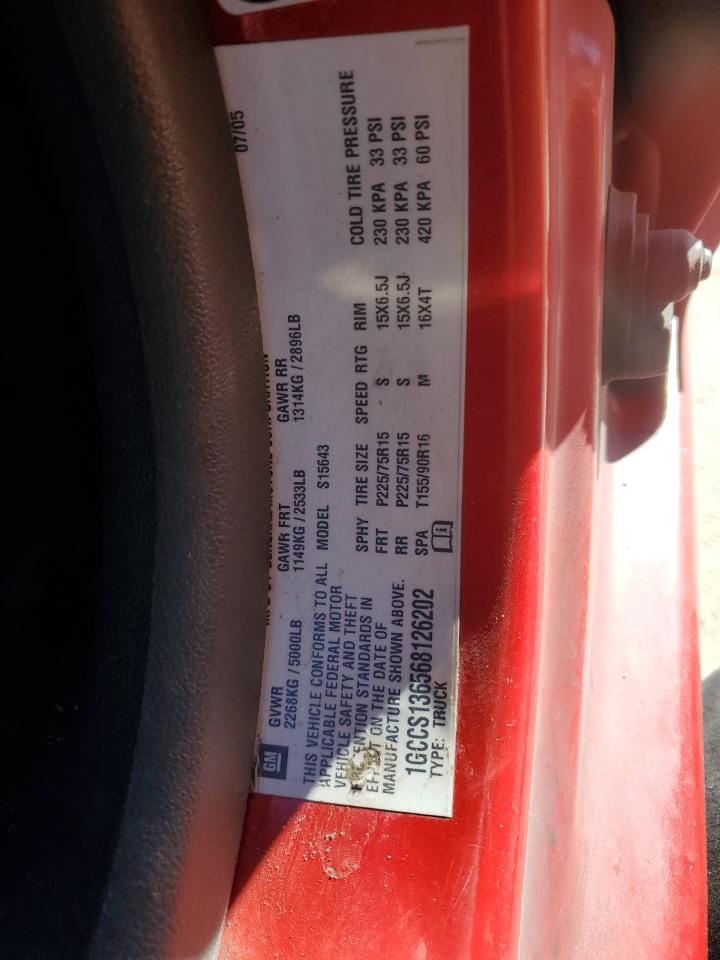 07/05
GM
GVWR GAWR FRT GAWR RR
2268KG / 5000LB 1149KG / 2533LB 1314KG / 2896LB
THIS VEHICLE CONFORMS TO ALL MODEL S15643
APPLICABLE FEDERAL MOTOR
VEHICLE SAFETY AND THEFT
STANDARDS IN
ON THE DATE OF
MANUFACTURE SHOWN ABOVE.
SPHY TIRE SIZE SPEED RTG RIM COLD TIRE PRESSURE
FRT P225/75R15 S 15X6.5J 230 KPA 33 PSI
RR P225/75R15 S 15X6.5J 230 KPA 33 PSI
SPA T155/90R16 M 16X4T 420 KPA 60 PSI
1GCCS136568126202
TYPE: TRUCK